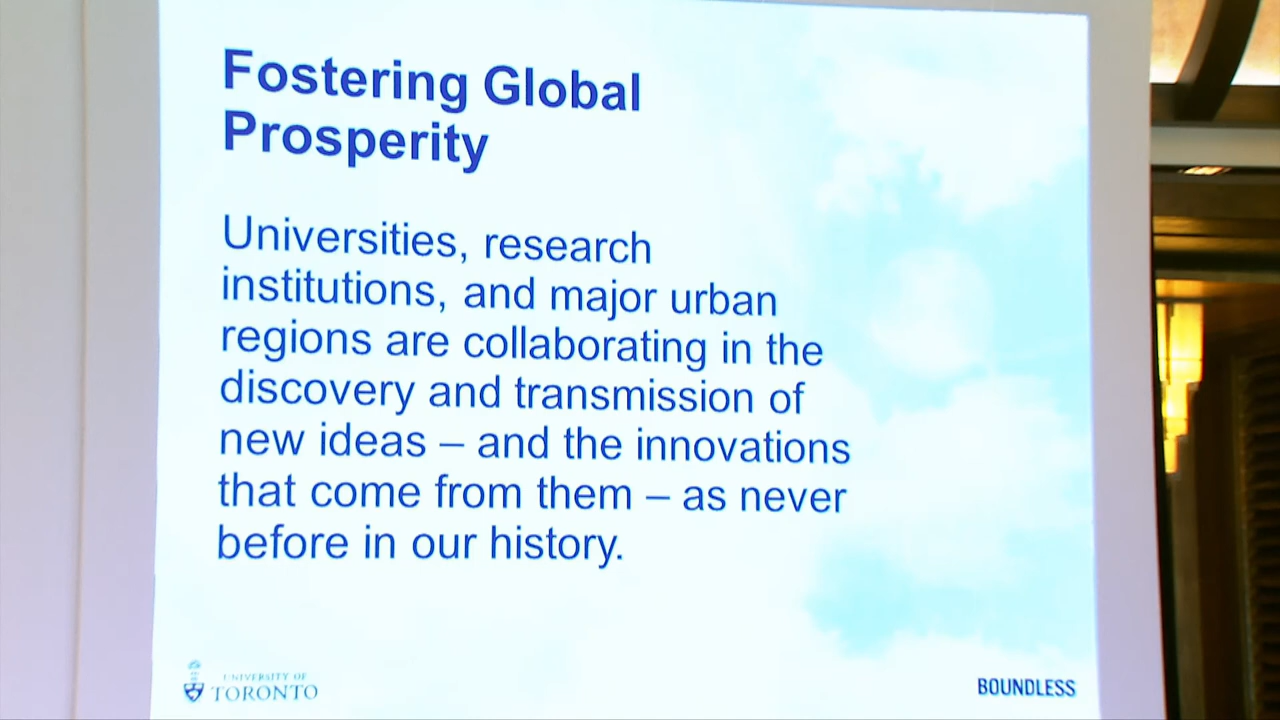 Fostering Global
Prosperity
Universities, research
institutions, and major urban
regions are collaborating in the
discovery and transmission of
new ideas – and the innovations
that come from them – as never
before in our history.
UNIVERSITY OF
TORONTO
BOUNDLESS